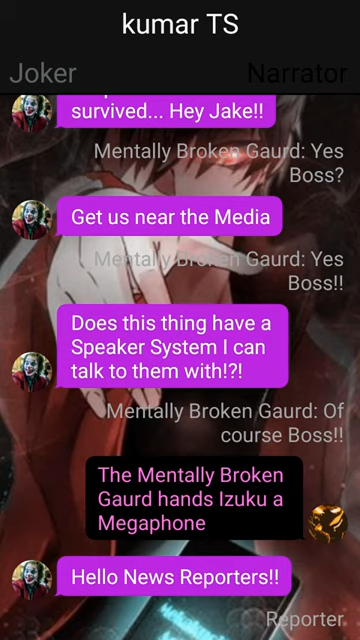 kumar TS
Joker
Narrator
survived... Hey Jake!!
Mentally Broken Gaurd: Yes
Boss?
Get us near the Media
Mentally Broken Gaurd: Yes
Boss!!
Does this thing have a
Speaker System I can
talk to them with!?!
Mentally Broken Gaurd: Of
course Boss!!
The Mentally Broken
Gaurd hands Izuku a
Megaphone
Hello News Reporters!!
Reporter